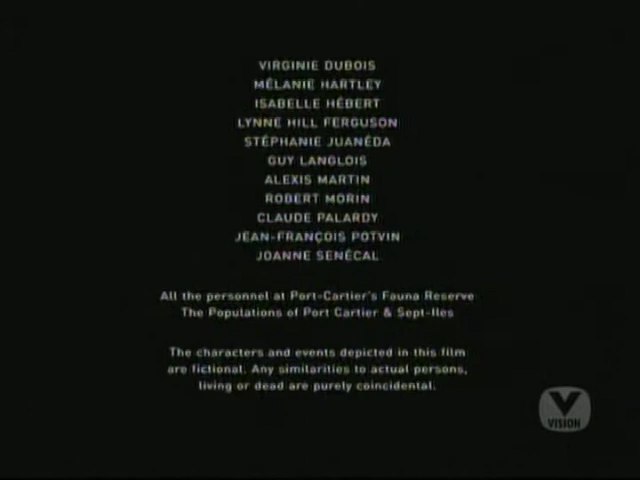 VIRGINIE DUBOIS
MÉLANIE HARTLEY
ISABELLE HÉBERT
LYNNE HILL FERGUSON
STÉPHANIE JUANÉDA
GUY LANGLOIS
ALEXIS MARTIN
ROBERT MORIN
CLAUDE PALARDY
JEAN-FRANÇOIS POTVIN
JOANNE SENÉCAL
All the personnel at Port-Cartier's Fauna Reserve
The Populations of Port Cartier & Sept-Iles
The characters and events depicted in this film
are fictional. Any similarities to actual persons,
living or dead are purely coincidental.
V
VISION